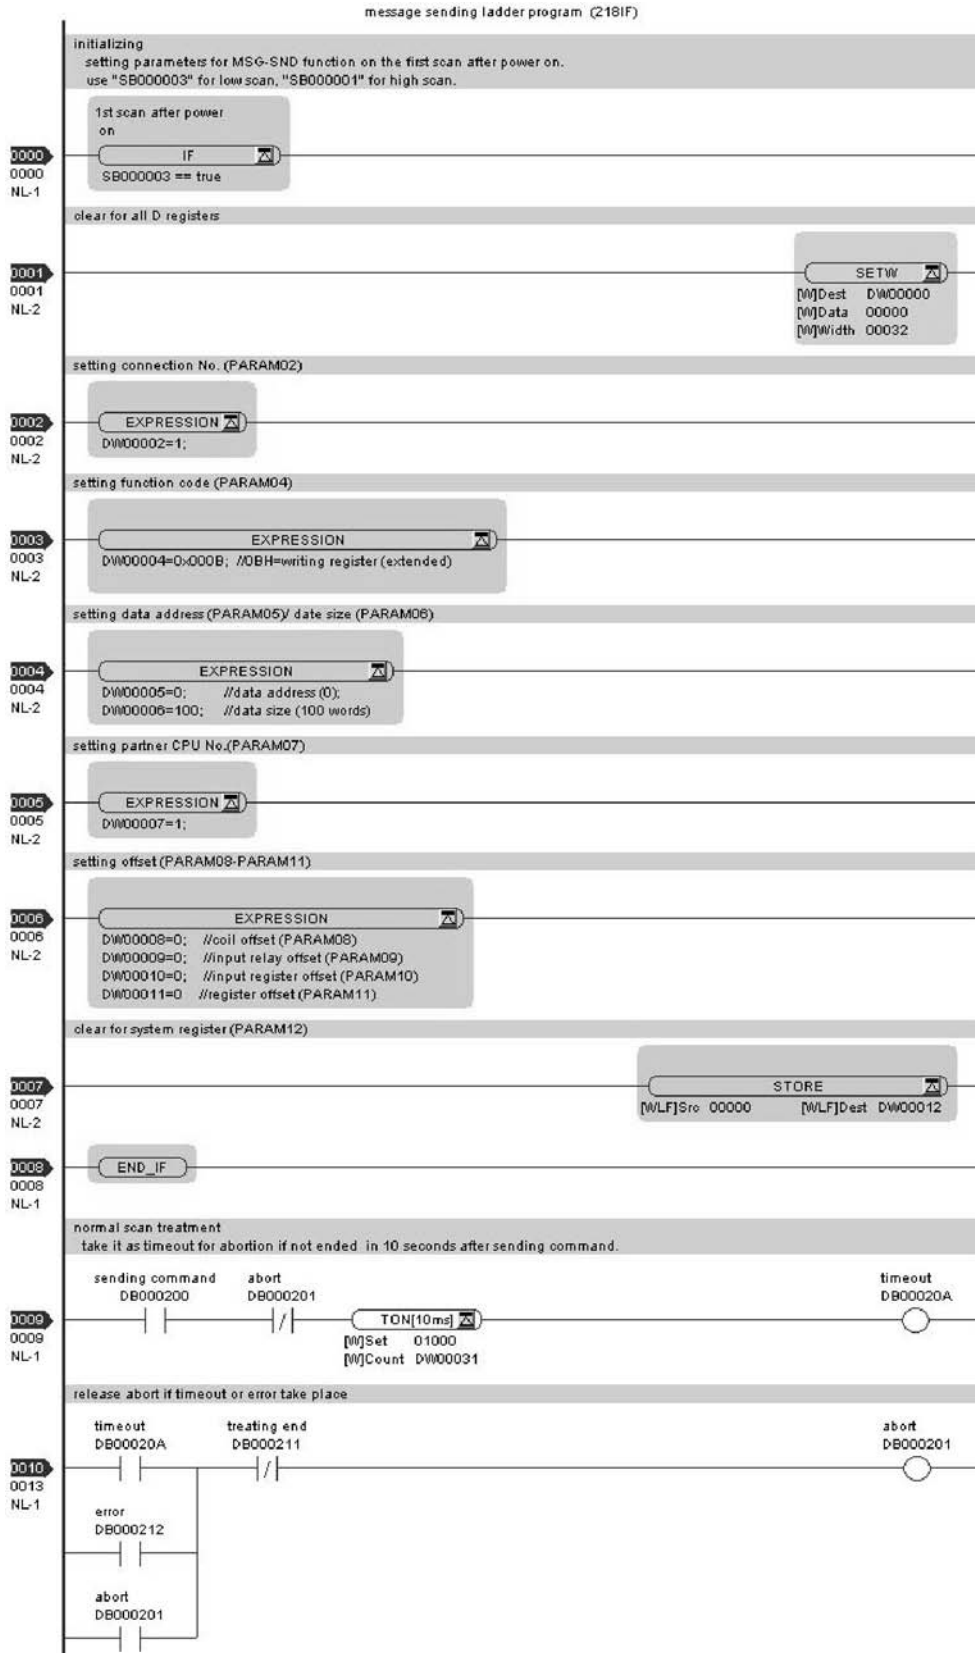 message sending ladder program (218IF)
initializing
setting parameters for MSG-SND function on the first scan after power on.
use "SB000003" for low scan, "SB000001" for high scan.
1st scan after power
on
0000
0000
NL-1
IF
SB000003 == true
clear for all D registers
0001
0001
NL-2
SETW
[W]Dest DW00000
[W]Data 00000
[W]Width 00032
setting connection No. (PARAM02)
0002
0002
NL-2
EXPRESSION
DW00002=1;
setting function code (PARAM04)
0003
0003
NL-2
EXPRESSION
DW00004=0x000B; //0BH=writing register (extended)
setting data address (PARAM05)/ date size (PARAM06)
0004
0004
NL-2
EXPRESSION
DW00005=0; //data address (0);
DW00006=100; //data size (100 words)
setting partner CPU No.(PARAM07)
0005
0005
NL-2
EXPRESSION
DW00007=1;
setting offset (PARAM08-PARAM11)
0006
0006
NL-2
EXPRESSION
DW00008=0; //coil offset (PARAM08)
DW00009=0; //input relay offset (PARAM09)
DW00010=0; //input register offset (PARAM10)
DW00011=0 //register offset (PARAM11)
clear for system register (PARAM12)
0007
0007
NL-2
STORE
[WLF]Src 00000 [WLF]Dest DW00012
0008
0008
NL-1
END_IF
normal scan treatment
take it as timeout for abortion if not ended in 10 seconds after sending command.
sending command abort timeout
DB000200 DB000201 DB00020A
0009
0009
NL-1
TON[10ms]
[W]Set 01000
[W]Count DW00031
release abort if timeout or error take place
timeout treating end abort
DB00020A DB000211 DB000201
0010
0013
NL-1
error
DB000212
abort
DB000201